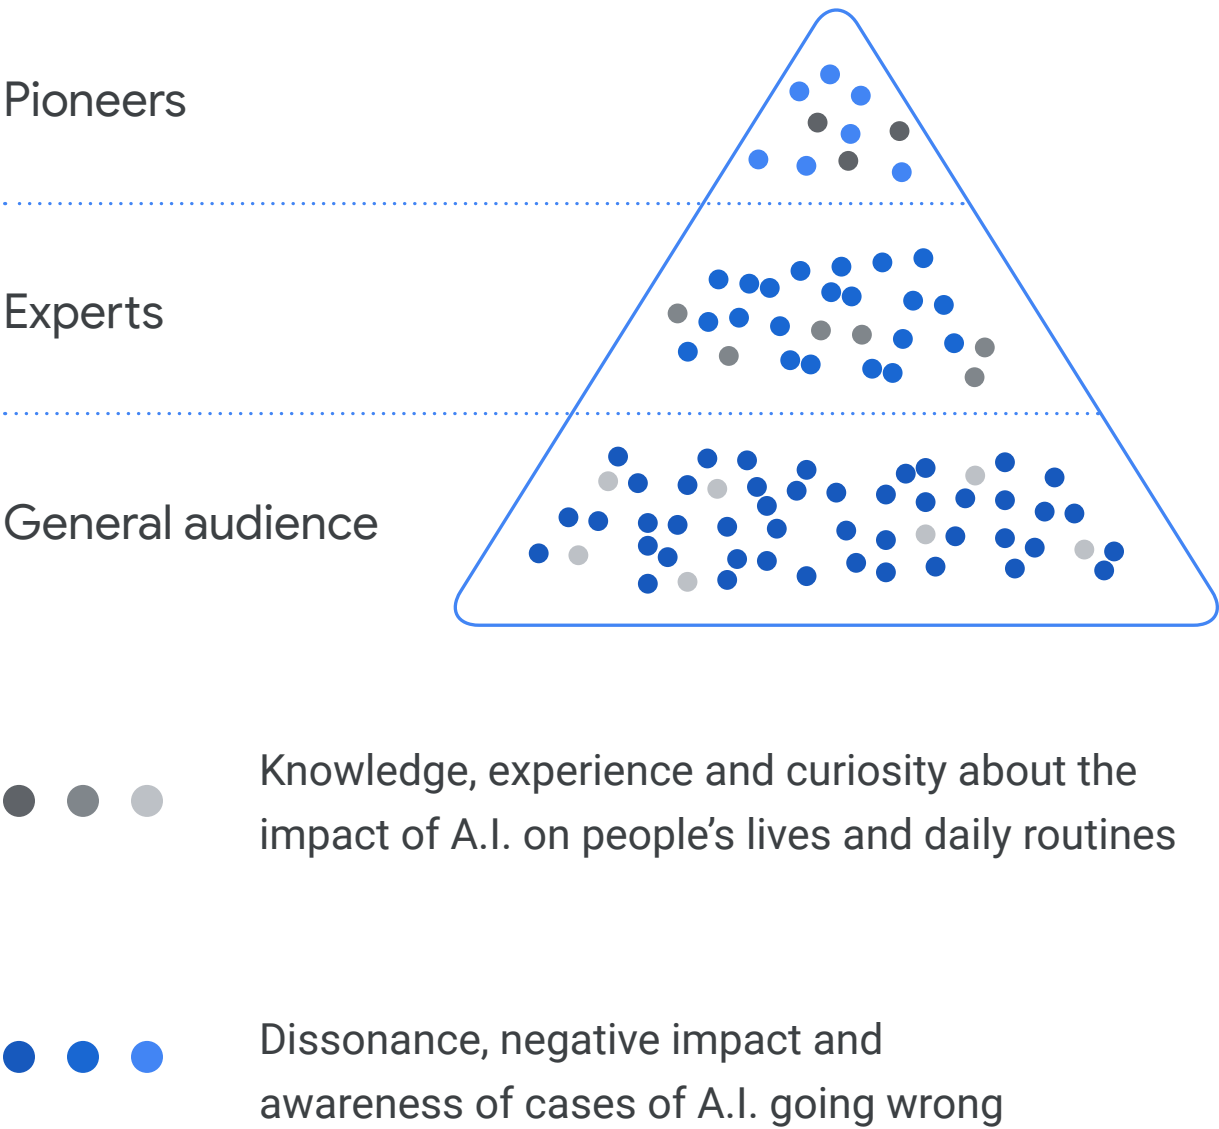 Pioneers
Experts
General audience
Knowledge, experience and curiosity about the
impact of A.I. on people’s lives and daily routines
Dissonance, negative impact and
awareness of cases of A.I. going wrong